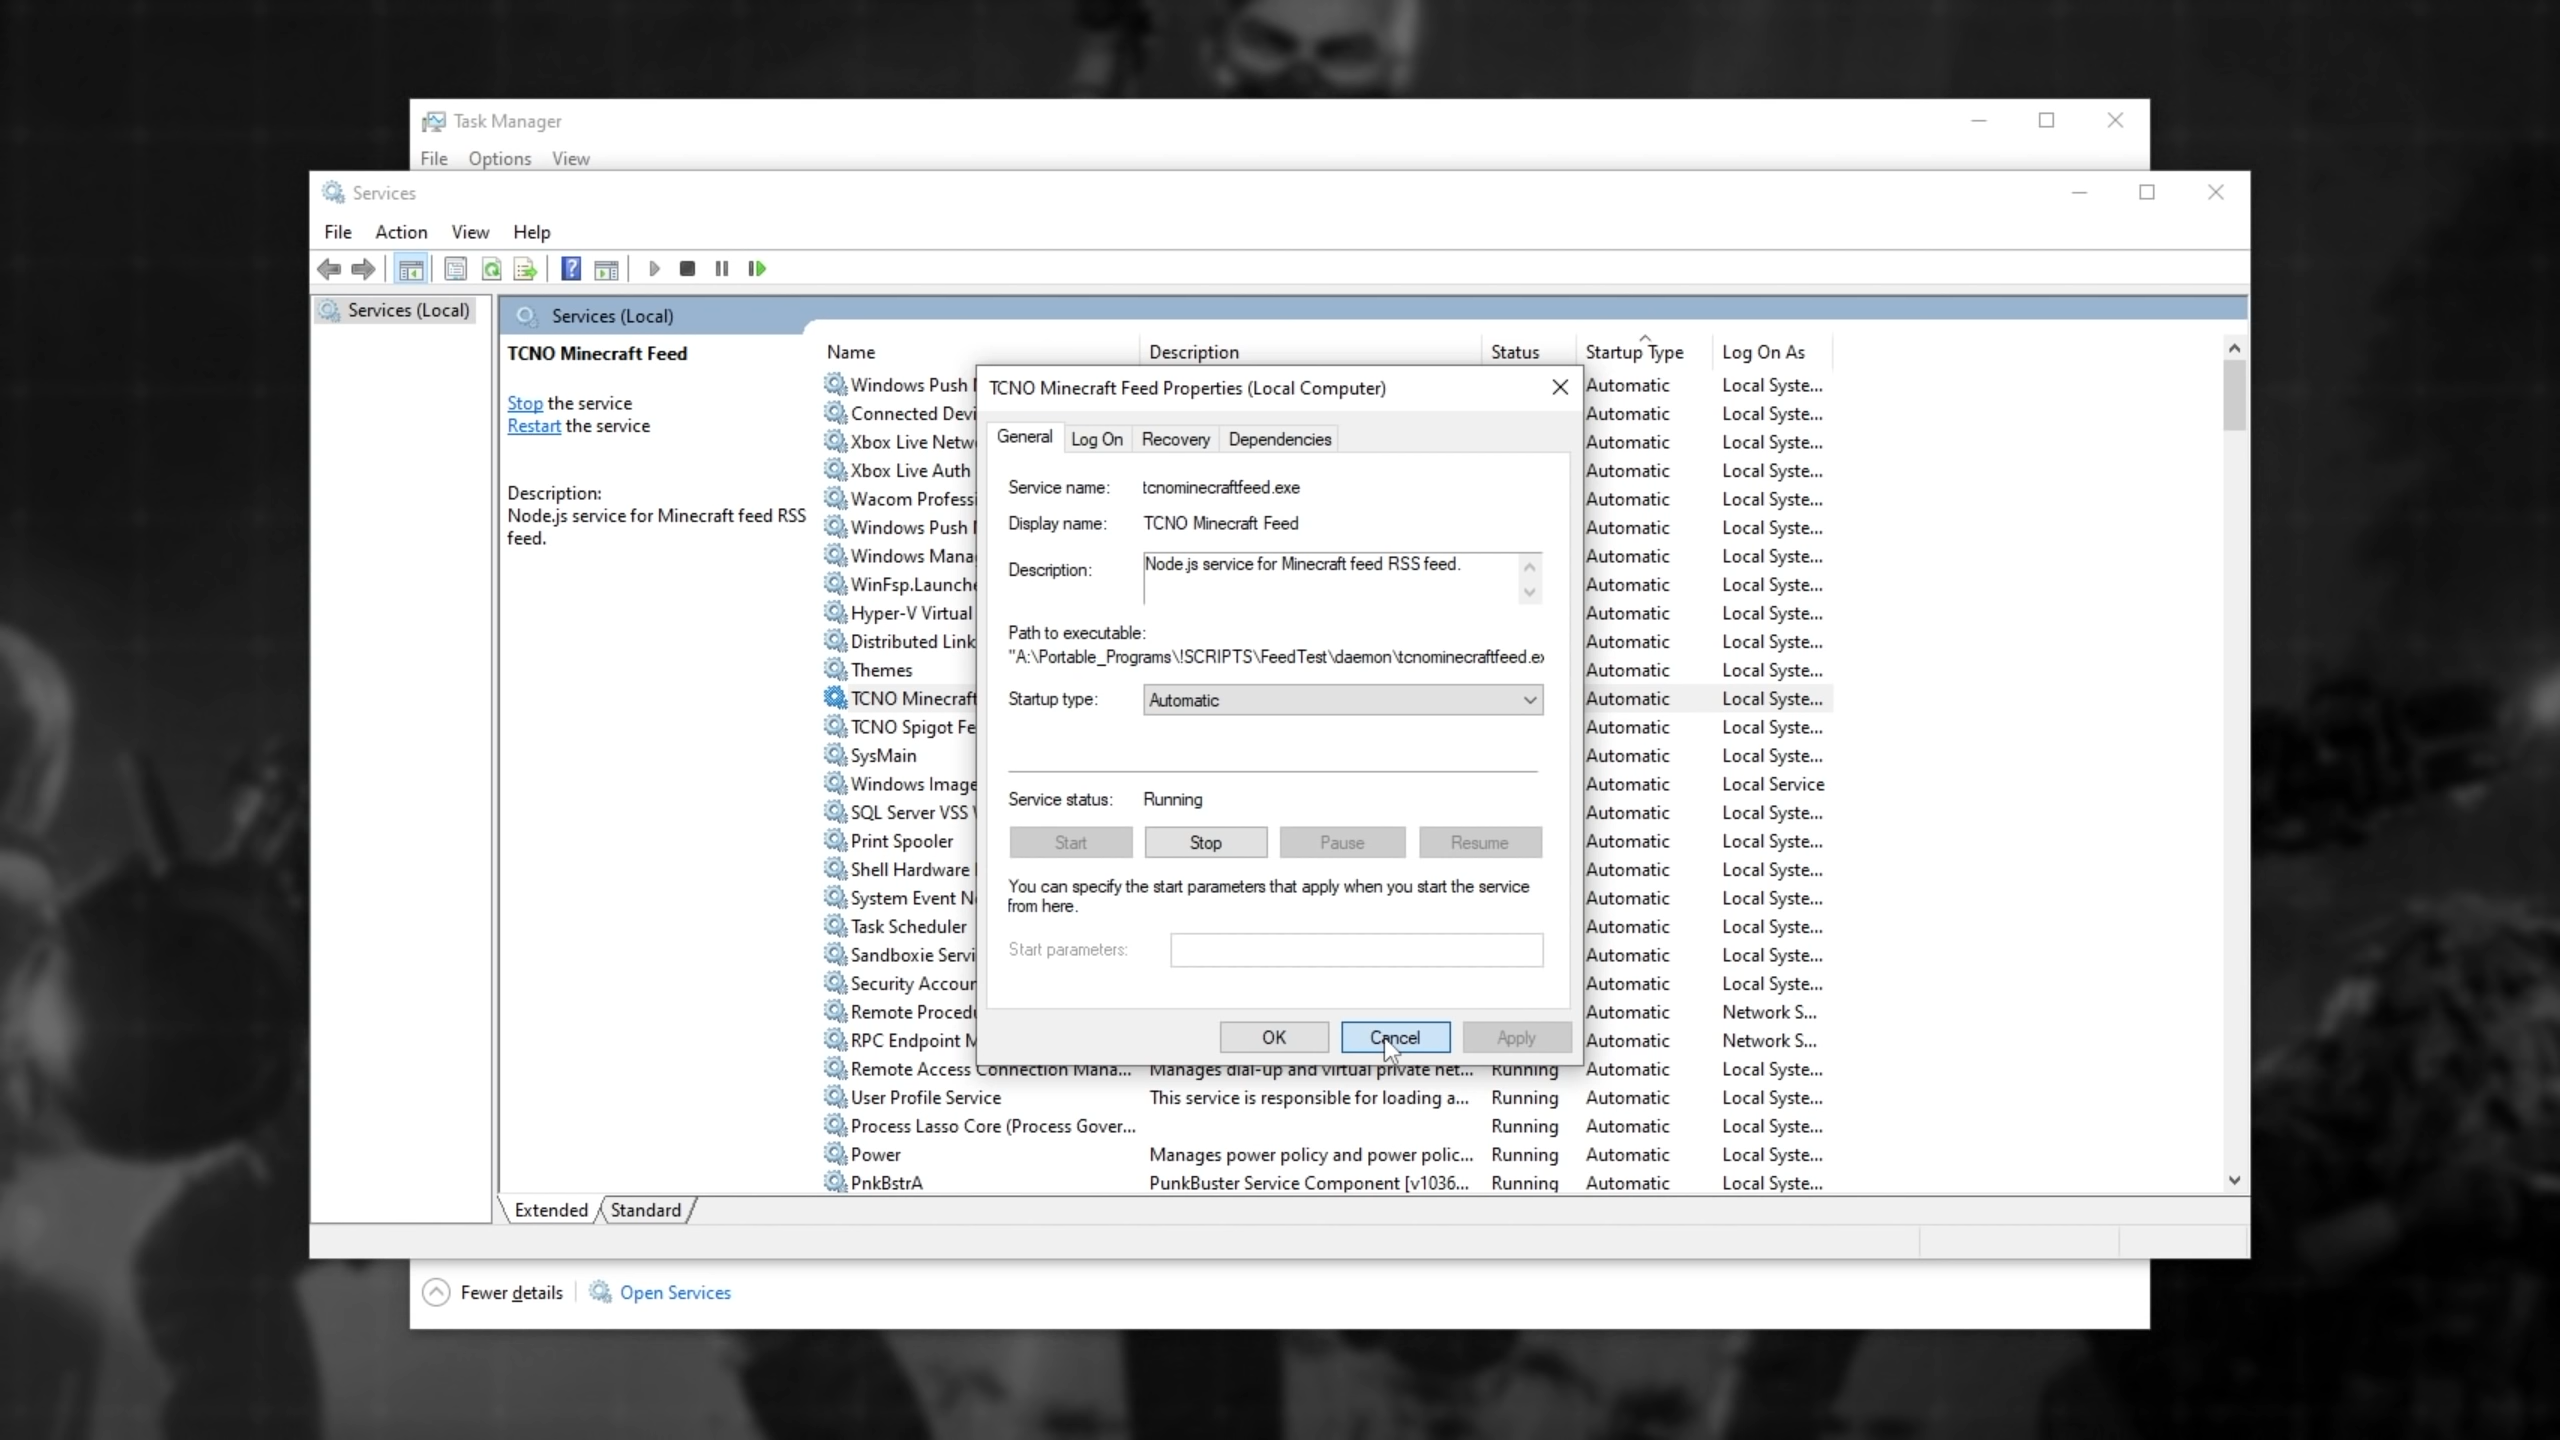 Task Manager
File Options View
Services
File Action View Help
Services (Local)
Services (Local)
TCNO Minecraft Feed
Stop the service
Restart the service
Description:
Node.js service for Minecraft feed RSS
feed.
Name Description Status Startup Type Log On As
Windows Push Automatic Local Syste...
Connected Devi Automatic Local Syste...
Xbox Live Netw Automatic Local Syste...
Xbox Live Auth Automatic Local Syste...
Wacom Professi Automatic Local Syste...
Windows Push Automatic Local Syste...
Windows Mana Automatic Local Syste...
WinFsp.Launche Automatic Local Syste...
Hyper-V Virtual Automatic Local Syste...
Distributed Link Automatic Local Syste...
Themes Automatic Local Syste...
TCNO Minecraft Automatic Local Syste...
TCNO Spigot Fe Automatic Local Syste...
SysMain Automatic Local Syste...
Windows Image Automatic Local Service
SQL Server VSS Automatic Local Syste...
Print Spooler Automatic Local Syste...
Shell Hardware Automatic Local Syste...
System Event N Automatic Local Syste...
Task Scheduler Automatic Local Syste...
Sandboxie Servi Automatic Local Syste...
Security Accoun Automatic Local Syste...
Remote Procedu Automatic Network S...
RPC Endpoint M Automatic Network S...
Remote Access Connection Mana... Manages dial-up and virtual private net... Running Automatic Local Syste...
User Profile Service This service is responsible for loading a... Running Automatic Local Syste...
Process Lasso Core (Process Gover... Running Automatic Local Syste...
Power Manages power policy and power polic... Running Automatic Local Syste...
PnkBstrA PunkBuster Service Component [v1036... Running Automatic Local Syste...
TCNO Minecraft Feed Properties (Local Computer)
General Log On Recovery Dependencies
Service name: tcnominecraftfeed.exe
Display name: TCNO Minecraft Feed
Description: Node.js service for Minecraft feed RSS feed.
Path to executable:
"A:\Portable_Programs\!SCRIPTS\FeedTest\daemon\tcnominecraftfeed.ex
Startup type: Automatic
Service status: Running
Start Stop Pause Resume
You can specify the start parameters that apply when you start the service
from here.
Start parameters:
OK Cancel Apply
Extended Standard
Fewer details Open Services